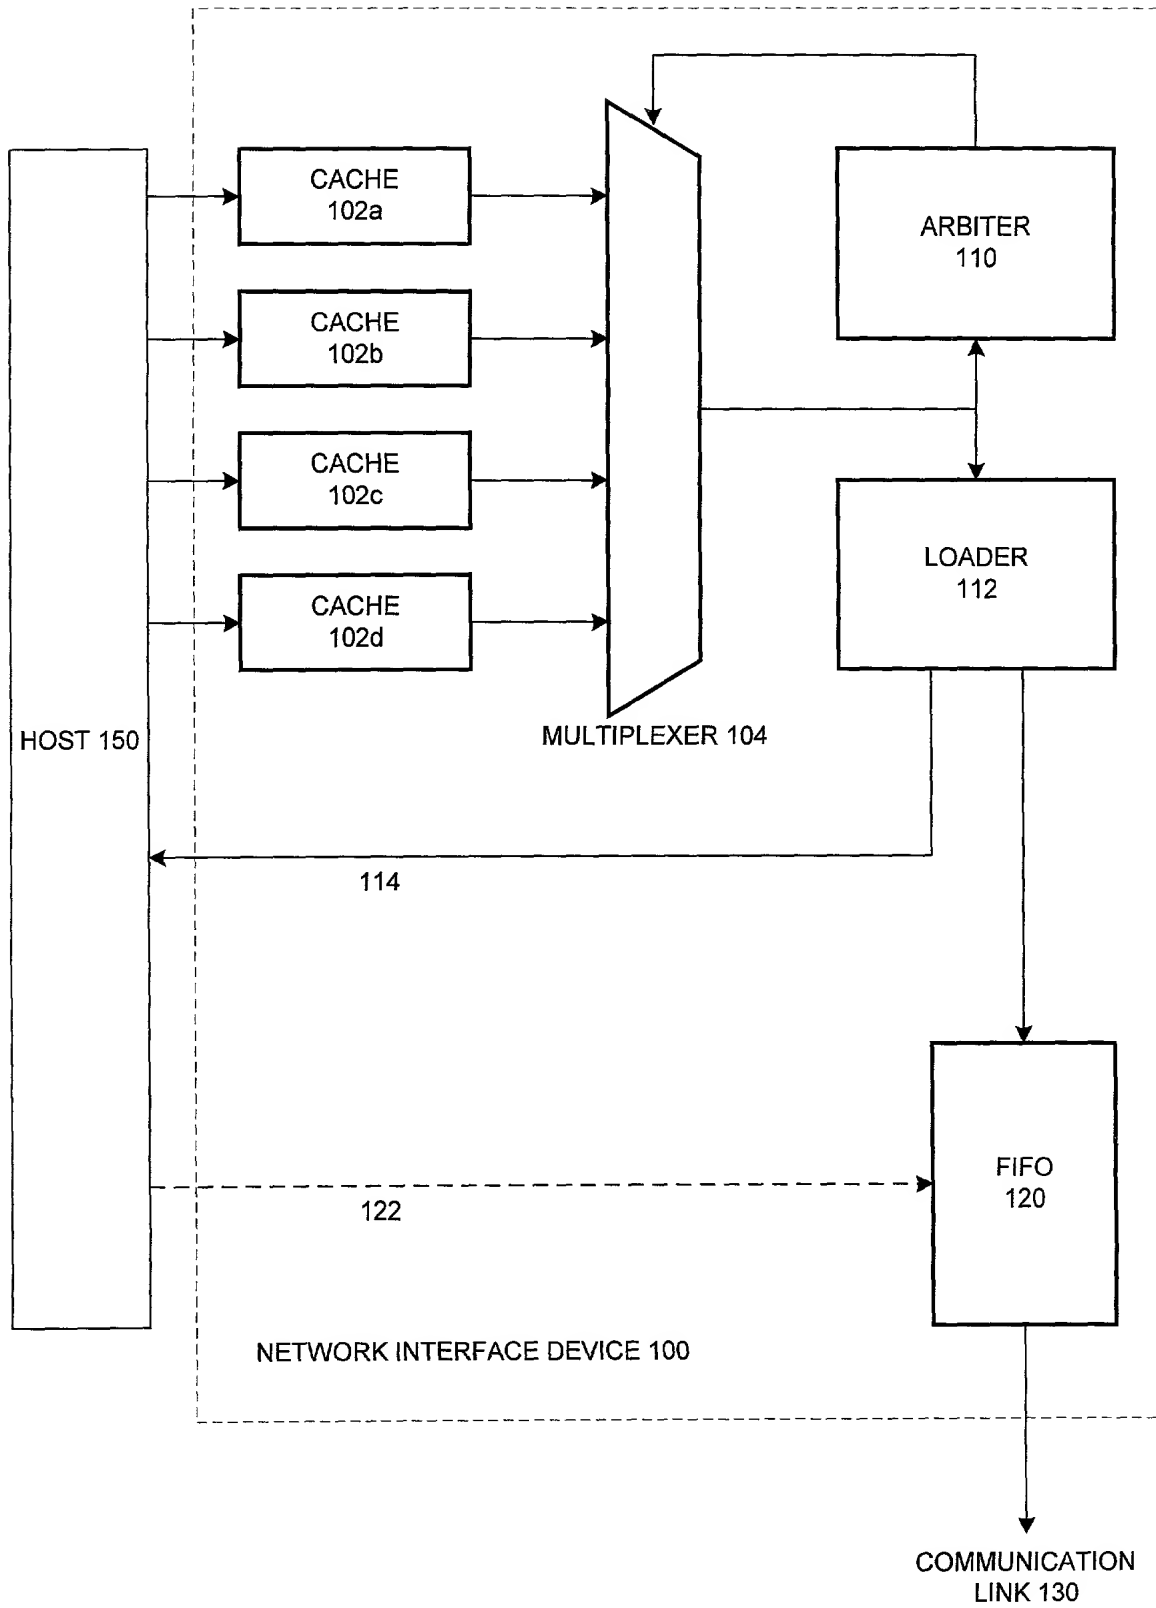 CACHE
102a
CACHE
102b
CACHE
102c
CACHE
102d
ARBITER
110
LOADER
112
HOST 150
MULTIPLEXER 104
114
FIFO
120
122
NETWORK INTERFACE DEVICE 100
COMMUNICATION
LINK 130